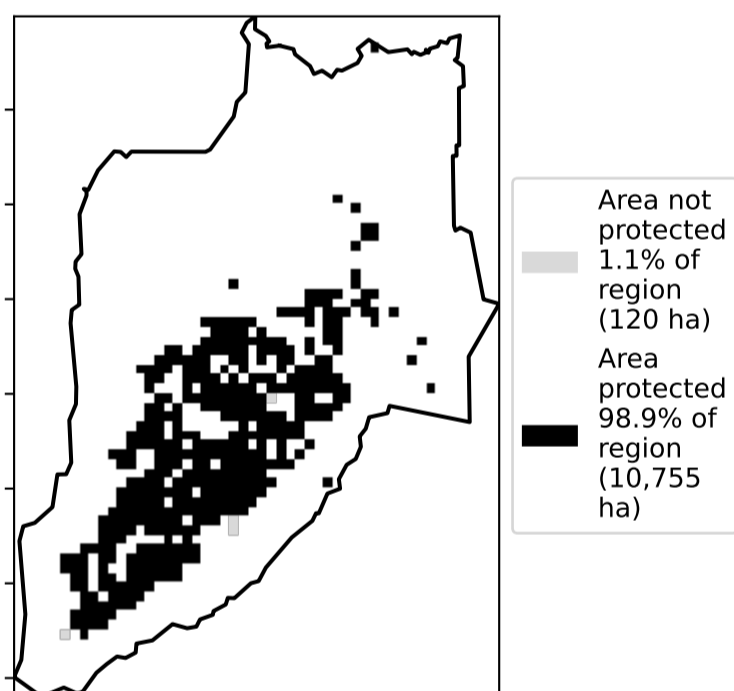 Area not
protected
1.1% of
region
(120 ha)
Area
protected
98.9% of
region
(10,755
ha)